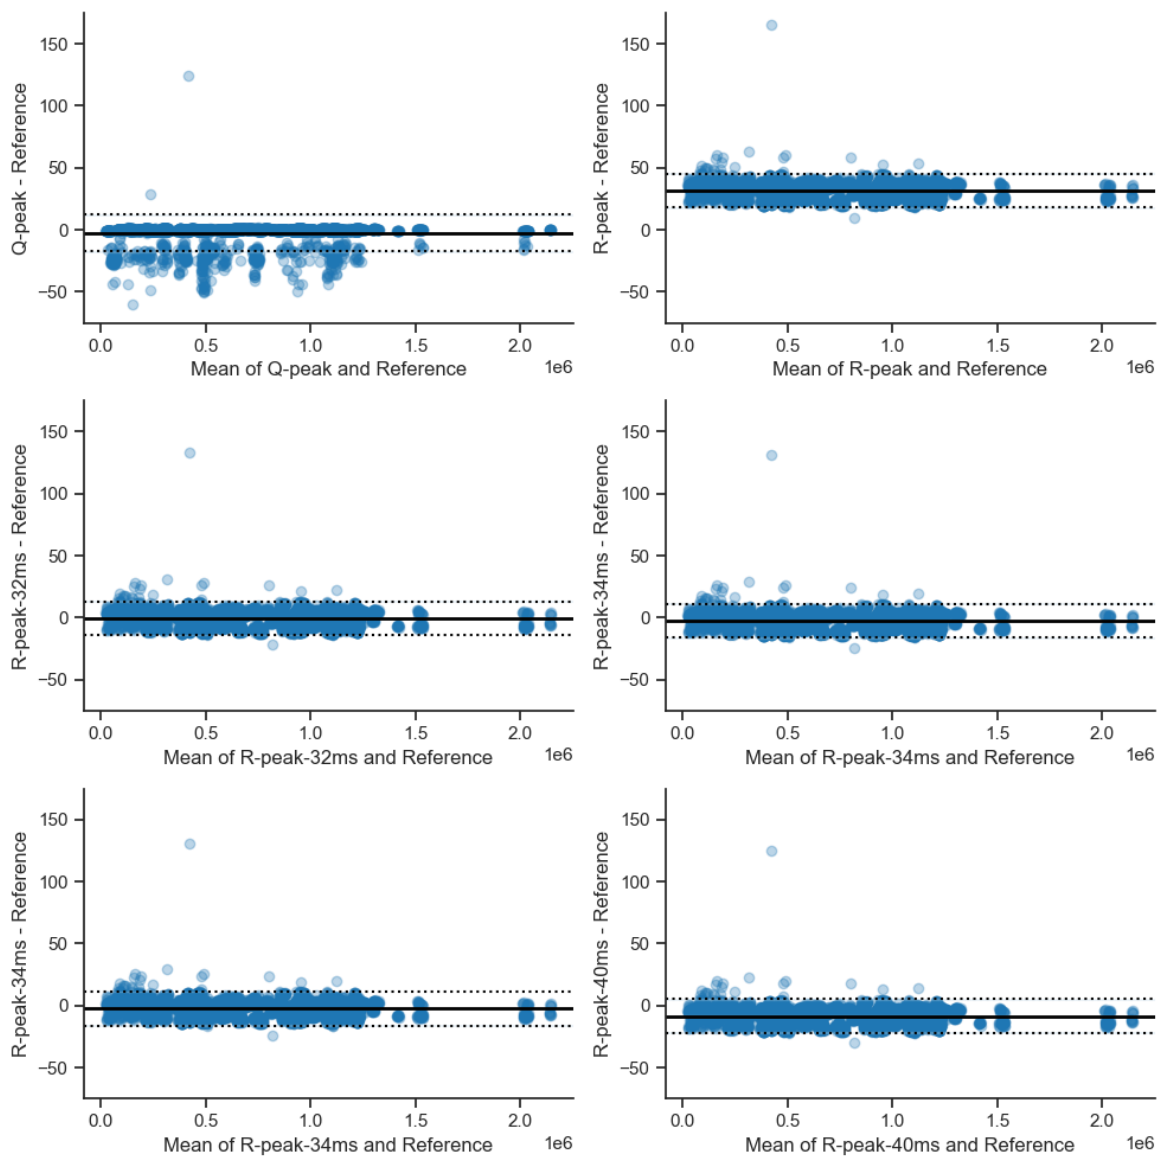 150
100
50
0
−50
Q-peak - Reference
0.0 0.5 1.0 1.5 2.0
1e6
Mean of Q-peak and Reference
150
100
50
0
−50
R-peak - Reference
0.0 0.5 1.0 1.5 2.0
1e6
Mean of R-peak and Reference
150
100
50
0
−50
R-peak-32ms - Reference
0.0 0.5 1.0 1.5 2.0
1e6
Mean of R-peak-32ms and Reference
150
100
50
0
−50
R-peak-34ms - Reference
0.0 0.5 1.0 1.5 2.0
1e6
Mean of R-peak-34ms and Reference
150
100
50
0
−50
R-peak-34ms - Reference
0.0 0.5 1.0 1.5 2.0
1e6
Mean of R-peak-34ms and Reference
150
100
50
0
−50
R-peak-40ms - Reference
0.0 0.5 1.0 1.5 2.0
1e6
Mean of R-peak-40ms and Reference